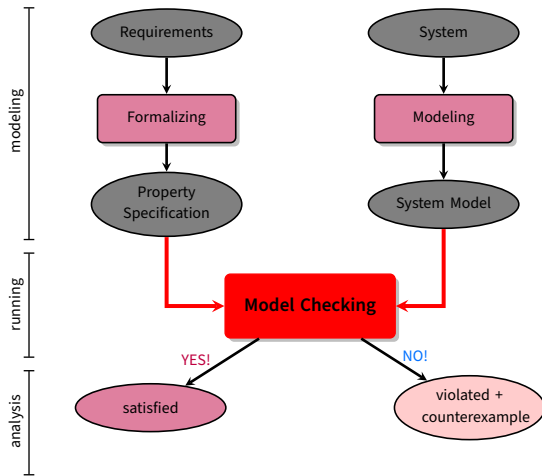 Requirements
System
modeling
Formalizing
Modeling
Property
Specification
System Model
running
Model Checking
YES!
NO!
analysis
satisfied
violated +
counterexample